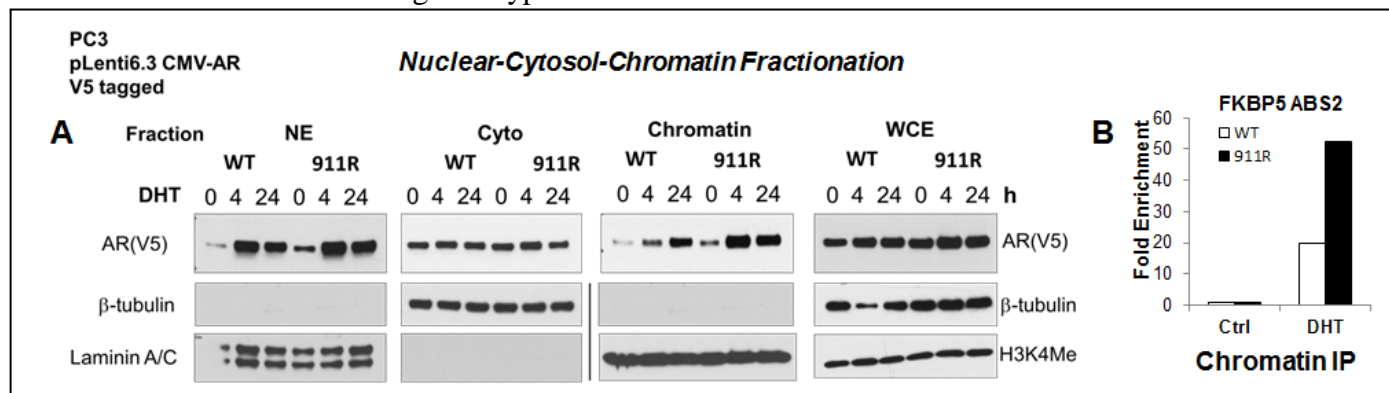 PC3
pLenti6.3 CMV-AR
V5 tagged
Nuclear-Cytosol-Chromatin Fractionation
A
Fraction NE Cyto Chromatin WCE
WT 911R WT 911R WT 911R WT 911R
DHT 0 4 24 0 4 24 0 4 24 0 4 24 0 4 24 0 4 24 0 4 24 0 4 24 h
AR(V5) AR(V5)
β-tubulin β-tubulin
Laminin A/C H3K4Me
B
FKBP5 ABS2
WT
911R
Fold Enrichment
60
50
40
30
20
10
0
Ctrl DHT
Chromatin IP